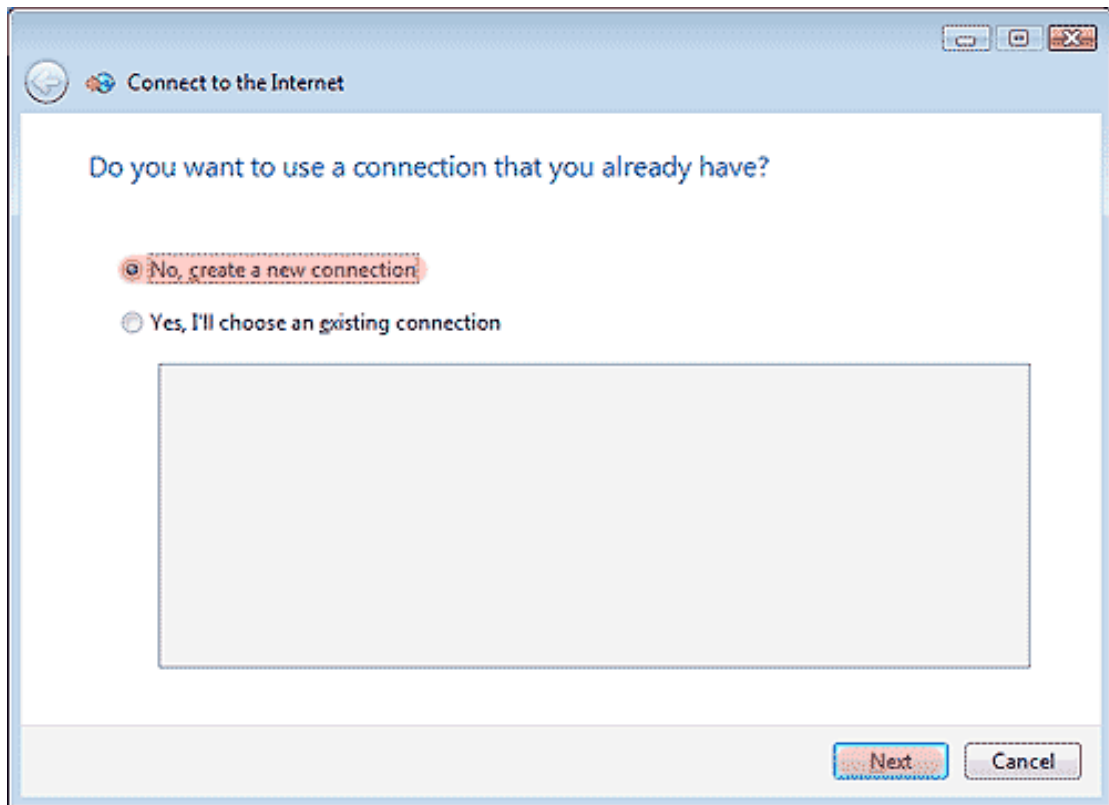 Connect to the Internet
Do you want to use a connection that you already have?
No, create a new connection
Yes, I'll choose an existing connection
Next
Cancel